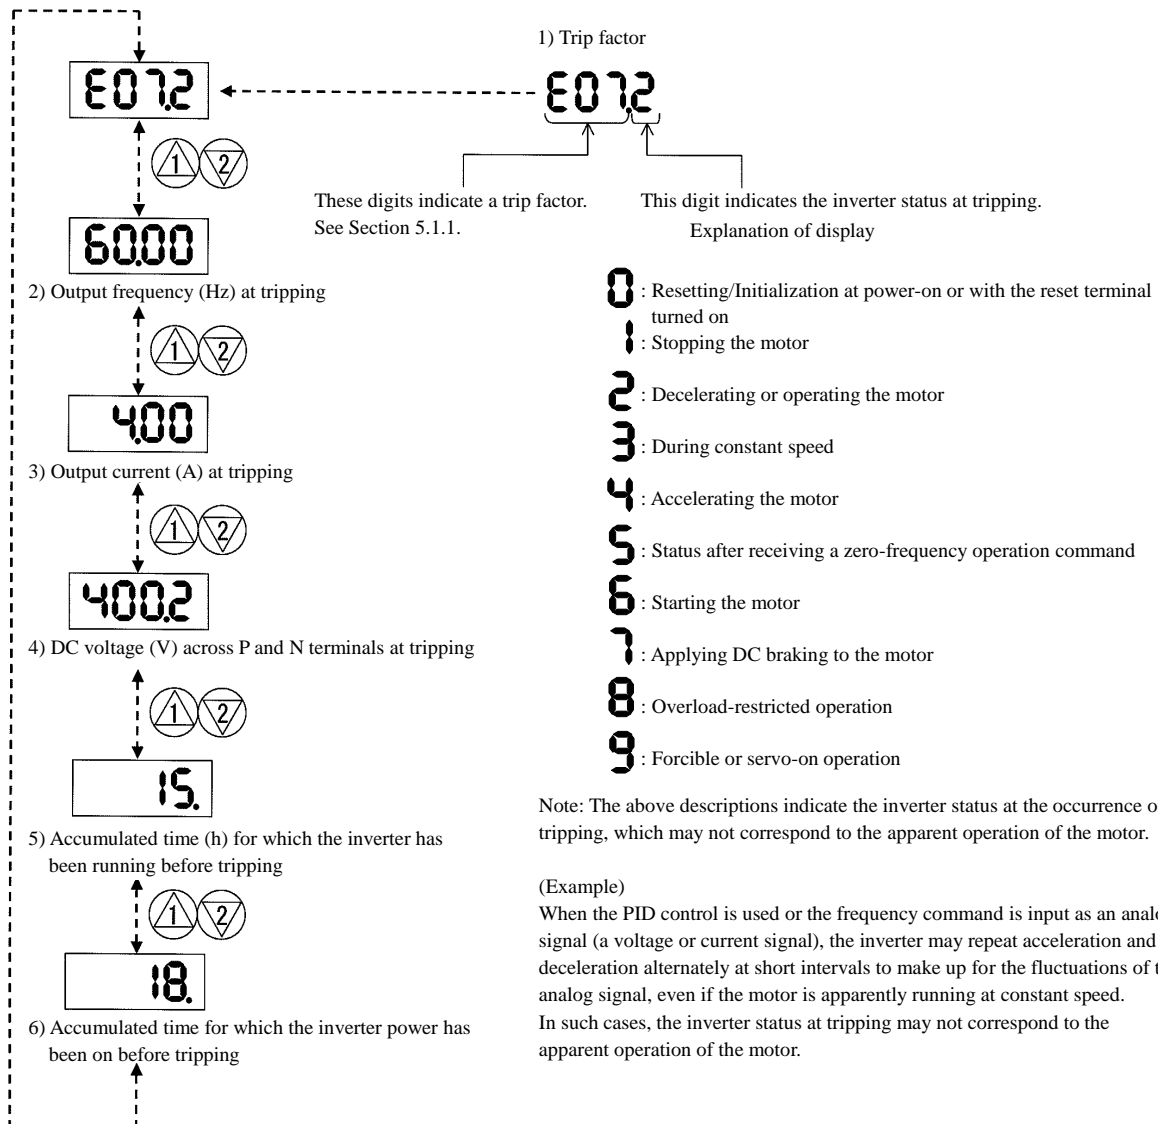 1) Trip factor
E07.2
E07.2
1 2
These digits indicate a trip factor.
See Section 5.1.1.
This digit indicates the inverter status at tripping.
Explanation of display
60.00
2) Output frequency (Hz) at tripping
1 2
4.00
3) Output current (A) at tripping
1 2
400.2
4) DC voltage (V) across P and N terminals at tripping
1 2
15.
5) Accumulated time (h) for which the inverter has
been running before tripping
1 2
18.
6) Accumulated time for which the inverter power has
been on before tripping
0 : Resetting/Initialization at power-on or with the reset terminal
turned on
1 : Stopping the motor
2 : Decelerating or operating the motor
3 : During constant speed
4 : Accelerating the motor
5 : Status after receiving a zero-frequency operation command
6 : Starting the motor
7 : Applying DC braking to the motor
8 : Overload-restricted operation
9 : Forcible or servo-on operation
Note: The above descriptions indicate the inverter status at the occurrence o
tripping, which may not correspond to the apparent operation of the motor.
(Example)
When the PID control is used or the frequency command is input as an anal
signal (a voltage or current signal), the inverter may repeat acceleration and
deceleration alternately at short intervals to make up for the fluctuations of
analog signal, even if the motor is apparently running at constant speed.
In such cases, the inverter status at tripping may not correspond to the
apparent operation of the motor.